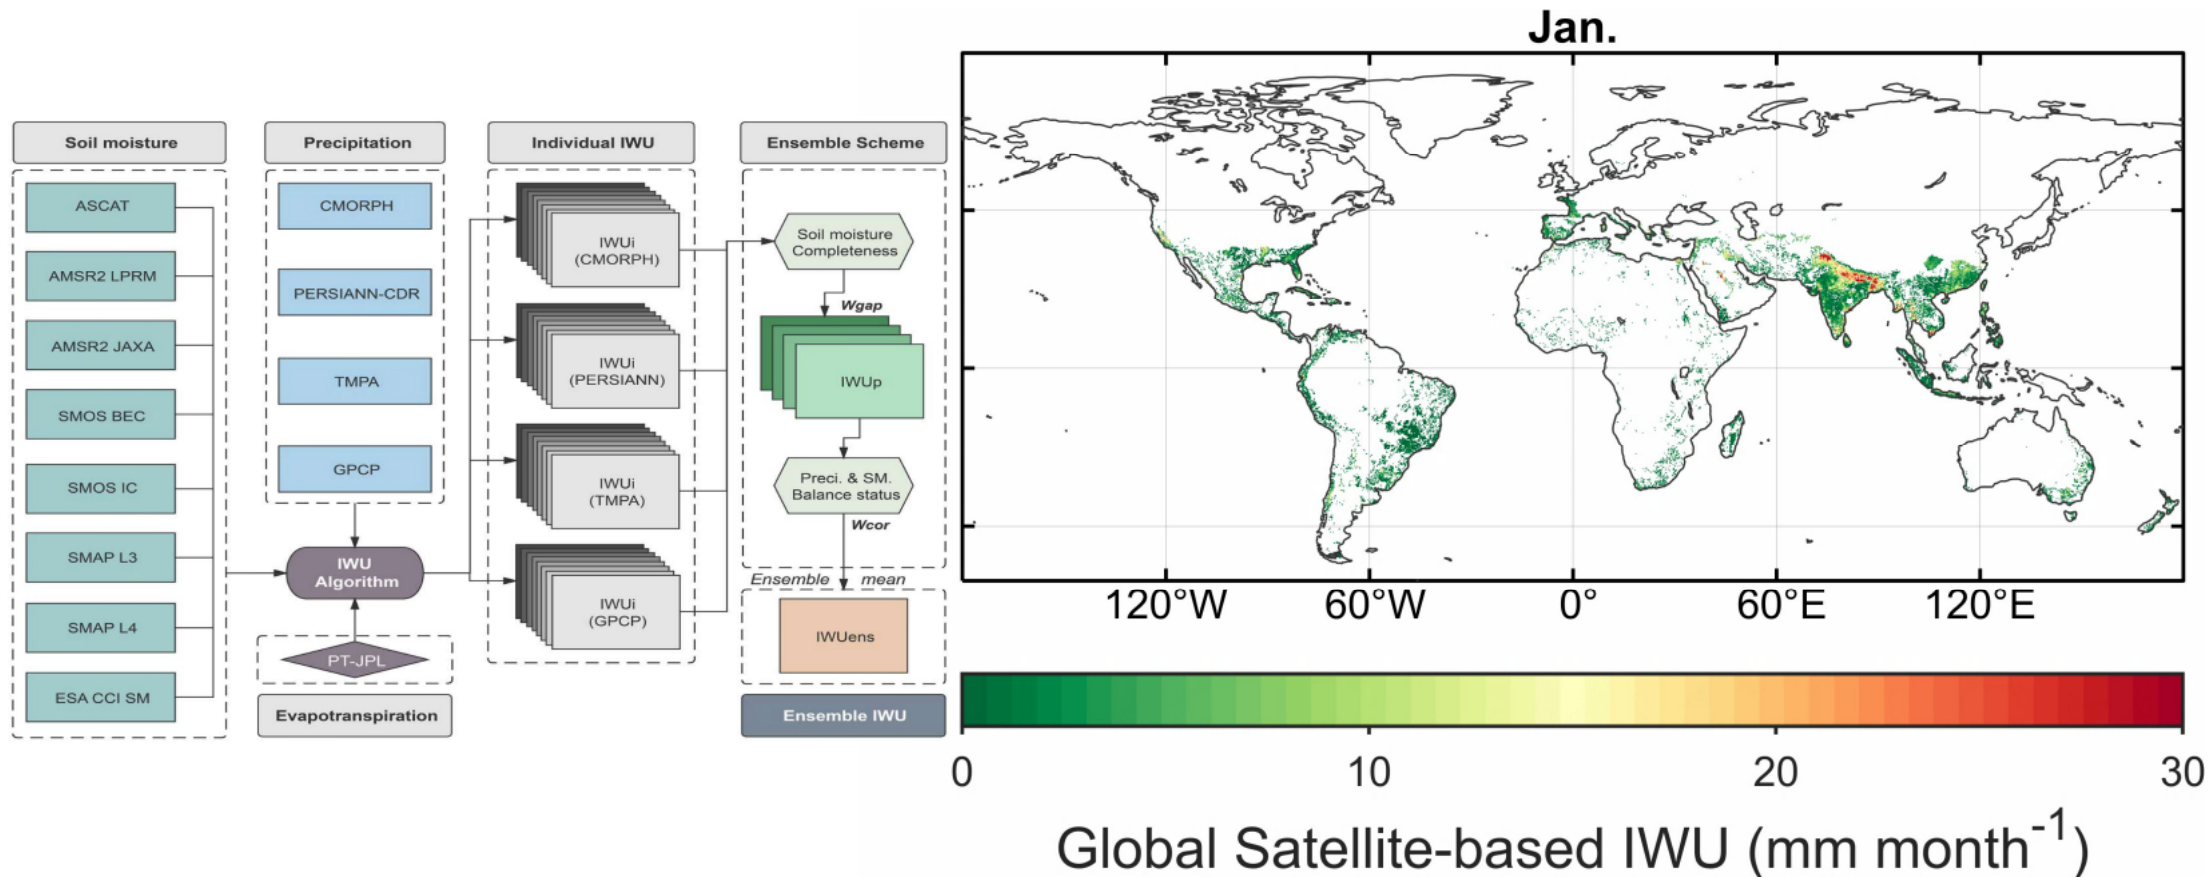 Soil moisture
ASCAT
AMSR2 LPRM
AMSR2 JAXA
SMOS BEC
SMOS IC
SMAP L3
SMAP L4
ESA CCI SM
Precipitation
CMORPH
PERSIANN-CDR
TMPA
GPCP
IWU
Algorithm
PT-JPL
Evapotranspiration
Individual IWU
IWUi
(CMORPH)
IWUi
(PERSIANN)
IWUi
(TMPA)
IWUi
(GPCP)
Ensemble Scheme
Soil moisture
Completeness
Wgap
IWUp
Preci. & SM.
Balance status
Wcor
Ensemble mean
IWUens
Ensemble IWU
Jan.
120°W 60°W 0° 60°E 120°E
0 10 20 30
Global Satellite-based IWU (mm month⁻¹)